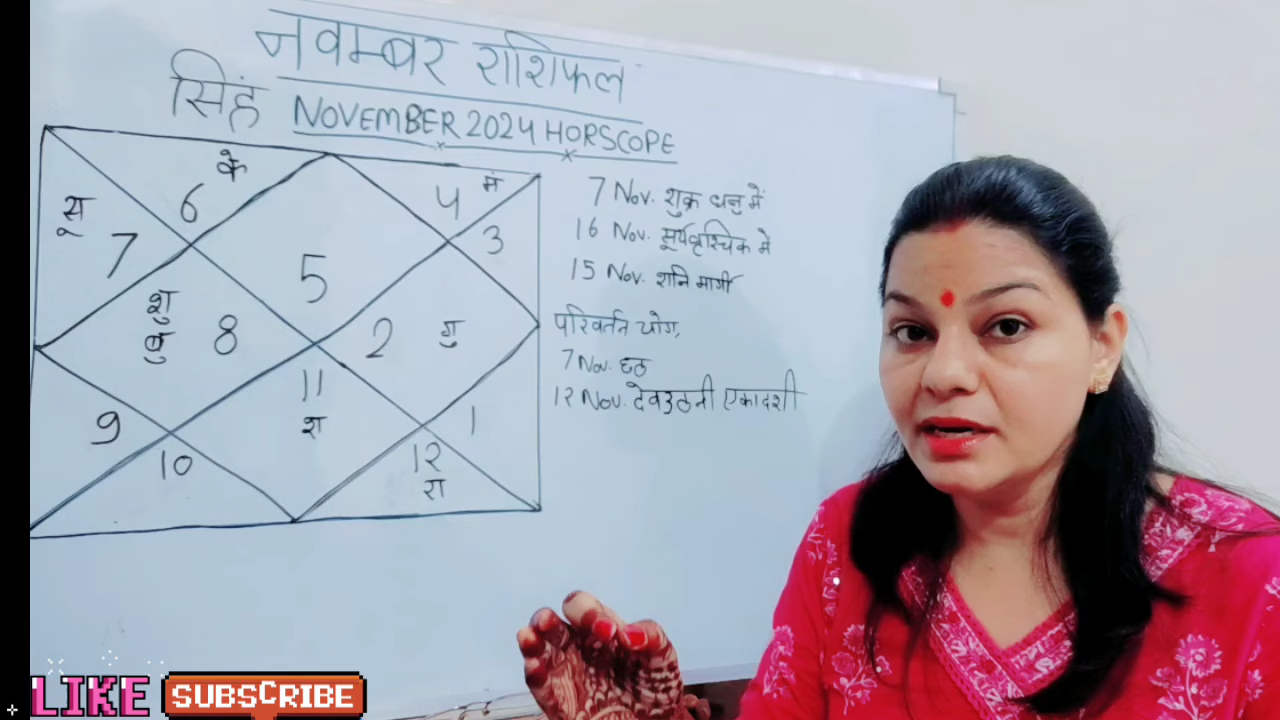 नवम्बर राशिफल
सिंह NOVEMBER 2024 HORSCOPE
के
6
4 मं
सू
7
3
5
शु
बु
8
2
गु
11
श
9
10
1
12
रा
7 Nov. शुक्र धनु में
16 Nov. सूर्य वृश्चिक में
15 Nov. शनि मार्गी
परिवर्तन योग,
7 Nov. छठ
12 Nov. देवउठनी एकादशी
LIKE SUBSCRIBE